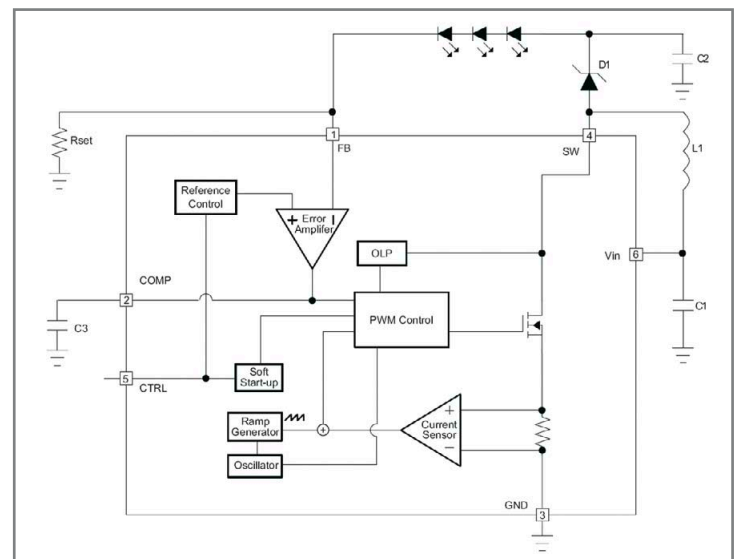 D1
C2
Rset
1
FB
4
SW
L1
Reference
Control
+ Error −
Amplifer
OLP
Vin
6
COMP
2
PWM Control
C1
C3
5
CTRL
Soft
Start-up
Ramp
Generator
+
+
Current
Sensor
−
Oscillator
GND
3